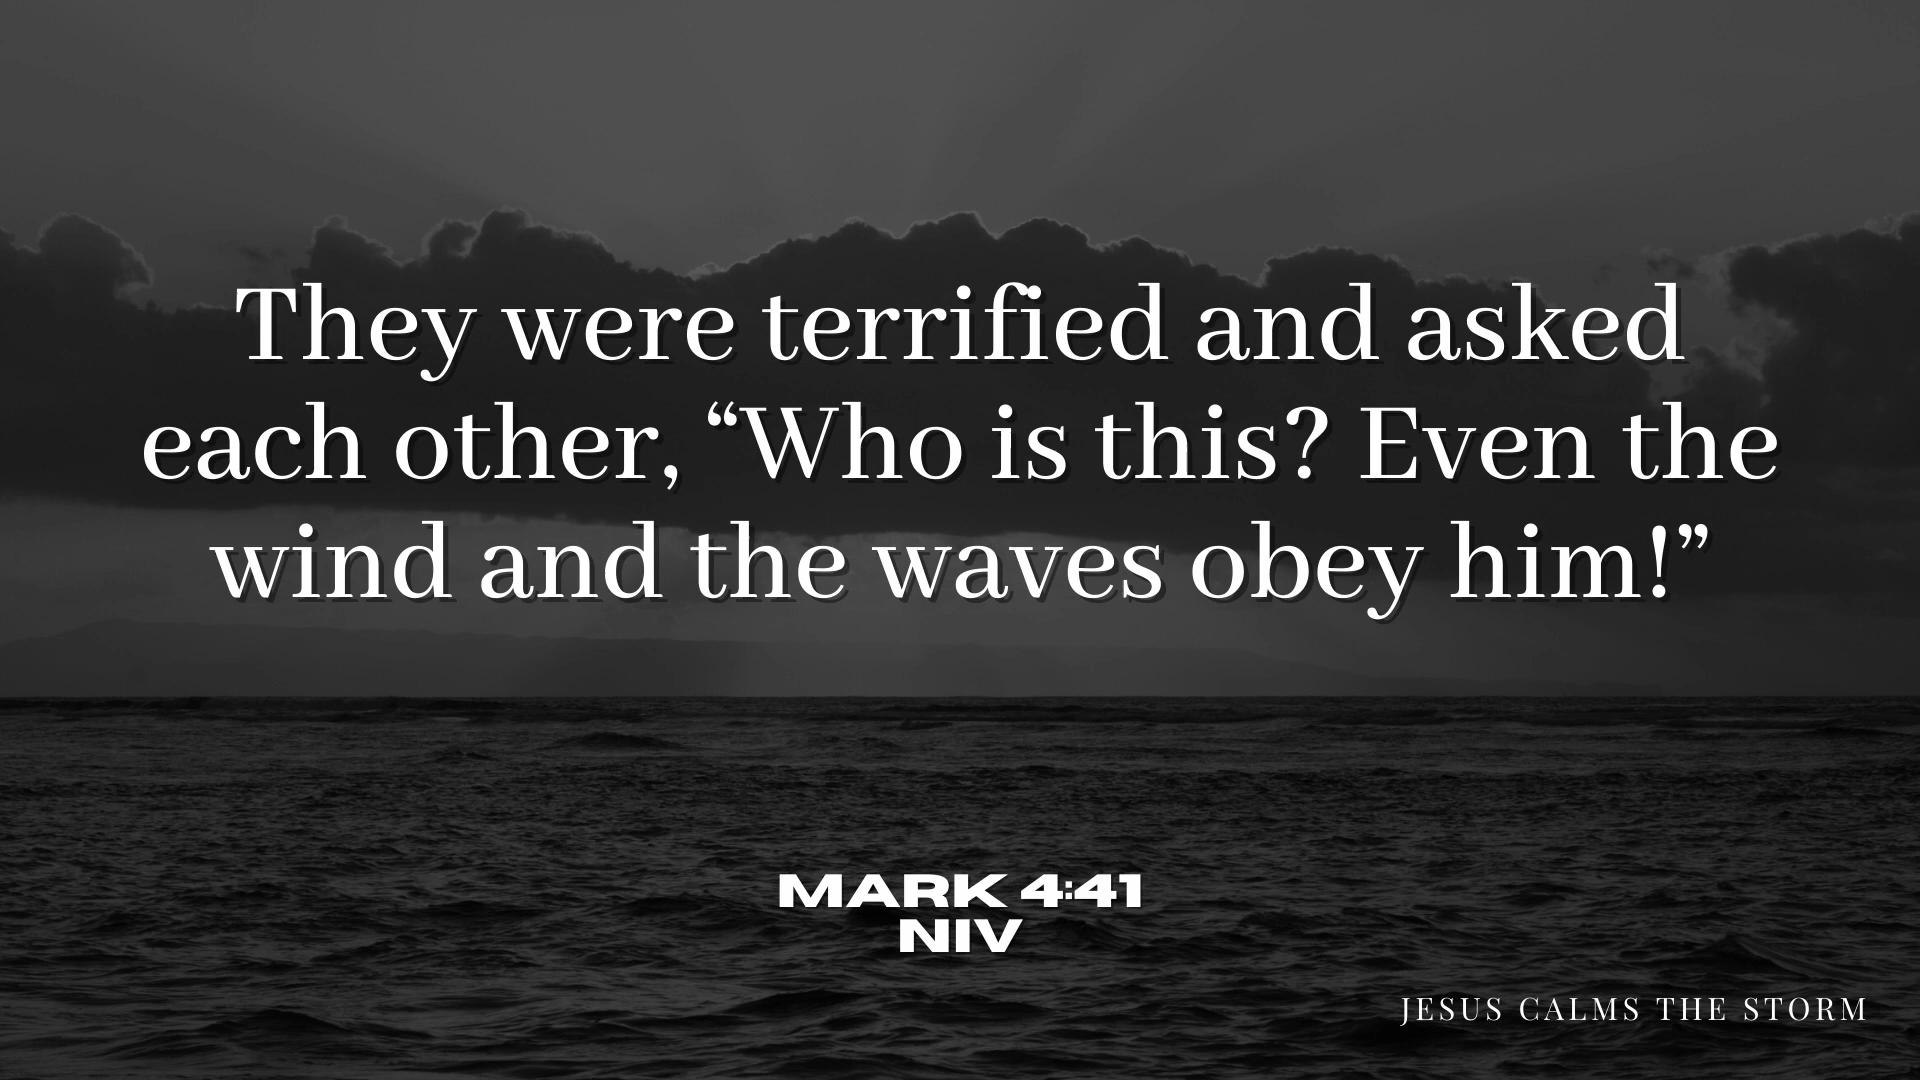 They were terrified and asked
each other, “Who is this? Even the
wind and the waves obey him!”
MARK 4:41
NIV
JESUS CALMS THE STORM